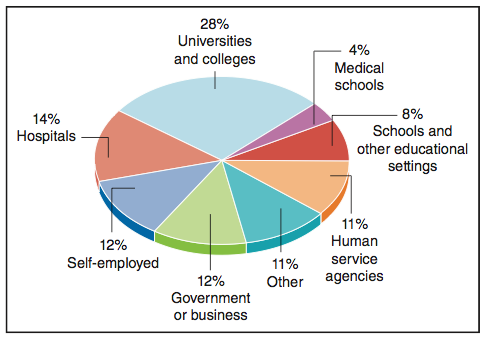 28%
Universities
and colleges
4%
Medical
schools
8%
Schools and
other educational
settings
11%
Human
service
agencies
11%
Other
12%
Government
or business
12%
Self-employed
14%
Hospitals